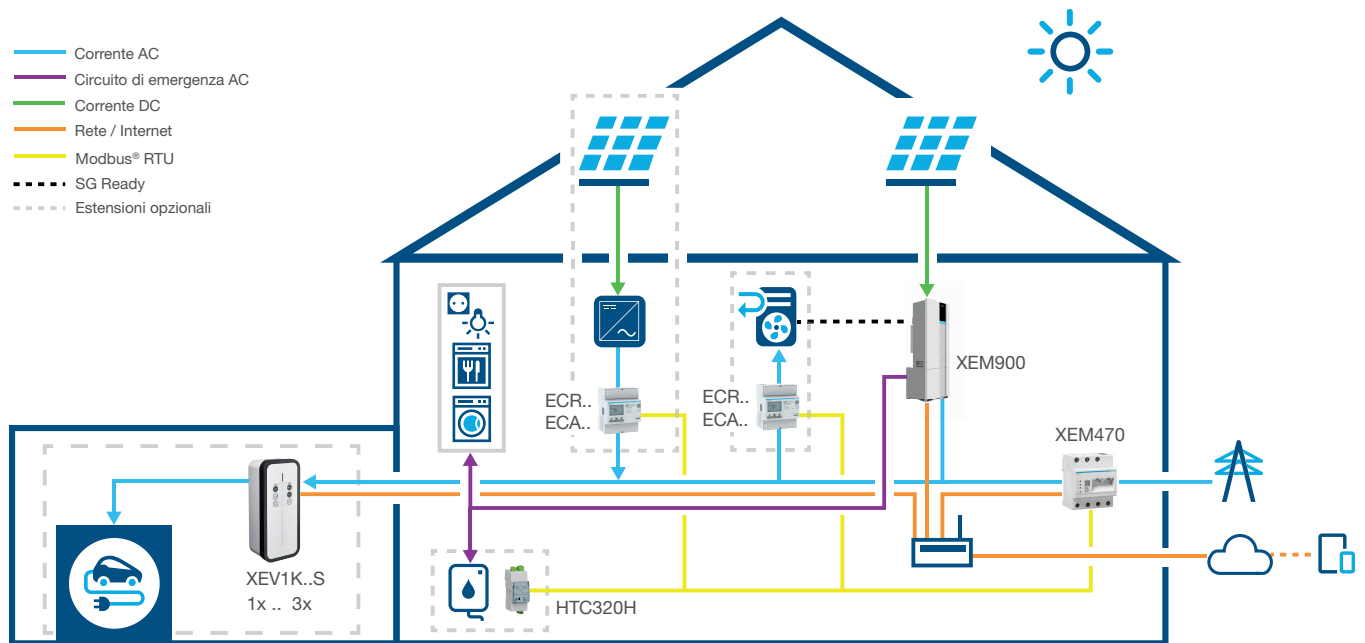 Corrente AC
Circuito di emergenza AC
Corrente DC
Rete / Internet
Modbus® RTU
SG Ready
Estensioni opzionali
XEM900
ECR..
ECA..
ECR..
ECA..
XEM470
XEV1K..S
1x .. 3x
HTC320H